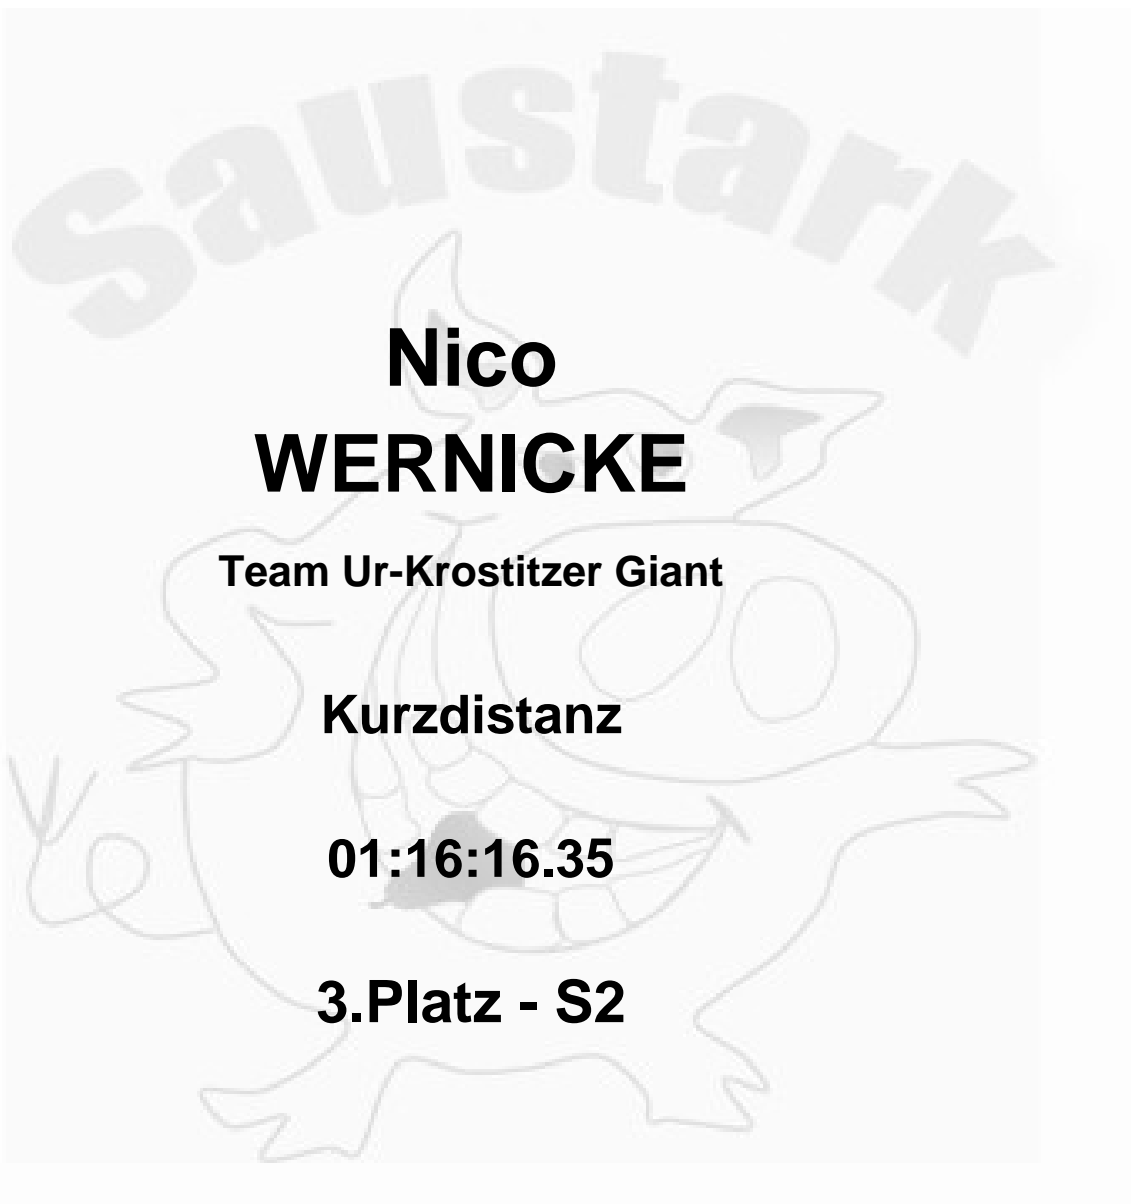 Saustark
Nico
WERNICKE
Team Ur-Krostitzer Giant
Kurzdistanz
01:16:16.35
3.Platz - S2